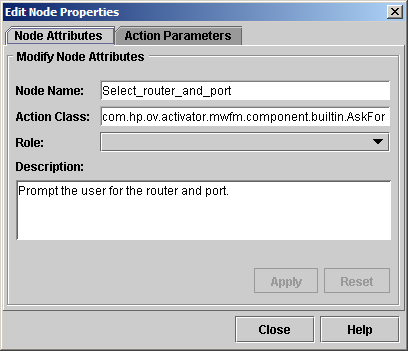 Edit Node Properties
Node Attributes
Action Parameters
Modify Node Attributes
Node Name: Select_router_and_port
Action Class: com.hp.ov.activator.mwfm.component.builtin.AskFor
Role:
Description:
Prompt the user for the router and port.
Apply
Reset
Close
Help